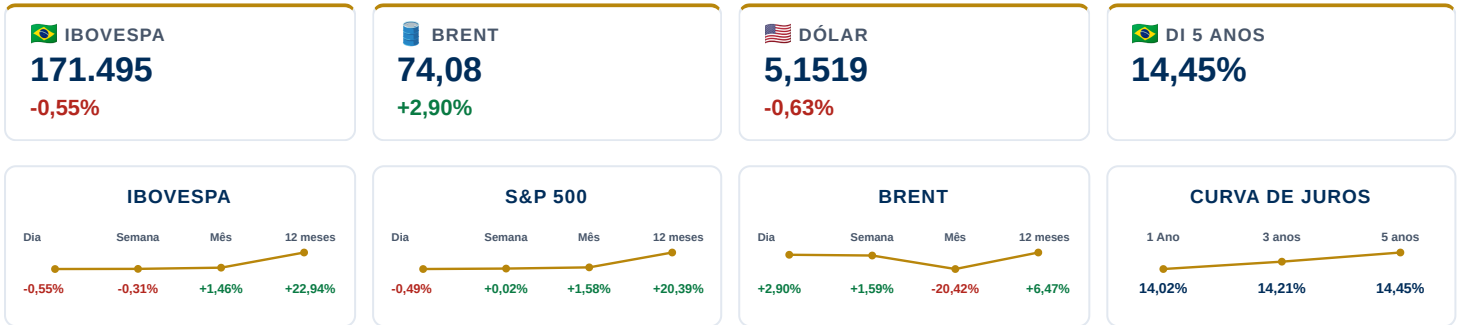 IBOVESPA
171.495
-0,55%
BRENT
74,08
+2,90%
DÓLAR
5,1519
-0,63%
DI 5 ANOS
14,45%
IBOVESPA
Dia Semana Mês 12 meses
-0,55% -0,31% +1,46% +22,94%
S&P 500
Dia Semana Mês 12 meses
-0,49% +0,02% +1,58% +20,39%
BRENT
Dia Semana Mês 12 meses
+2,90% +1,59% -20,42% +6,47%
CURVA DE JUROS
1 Ano 3 anos 5 anos
14,02% 14,21% 14,45%